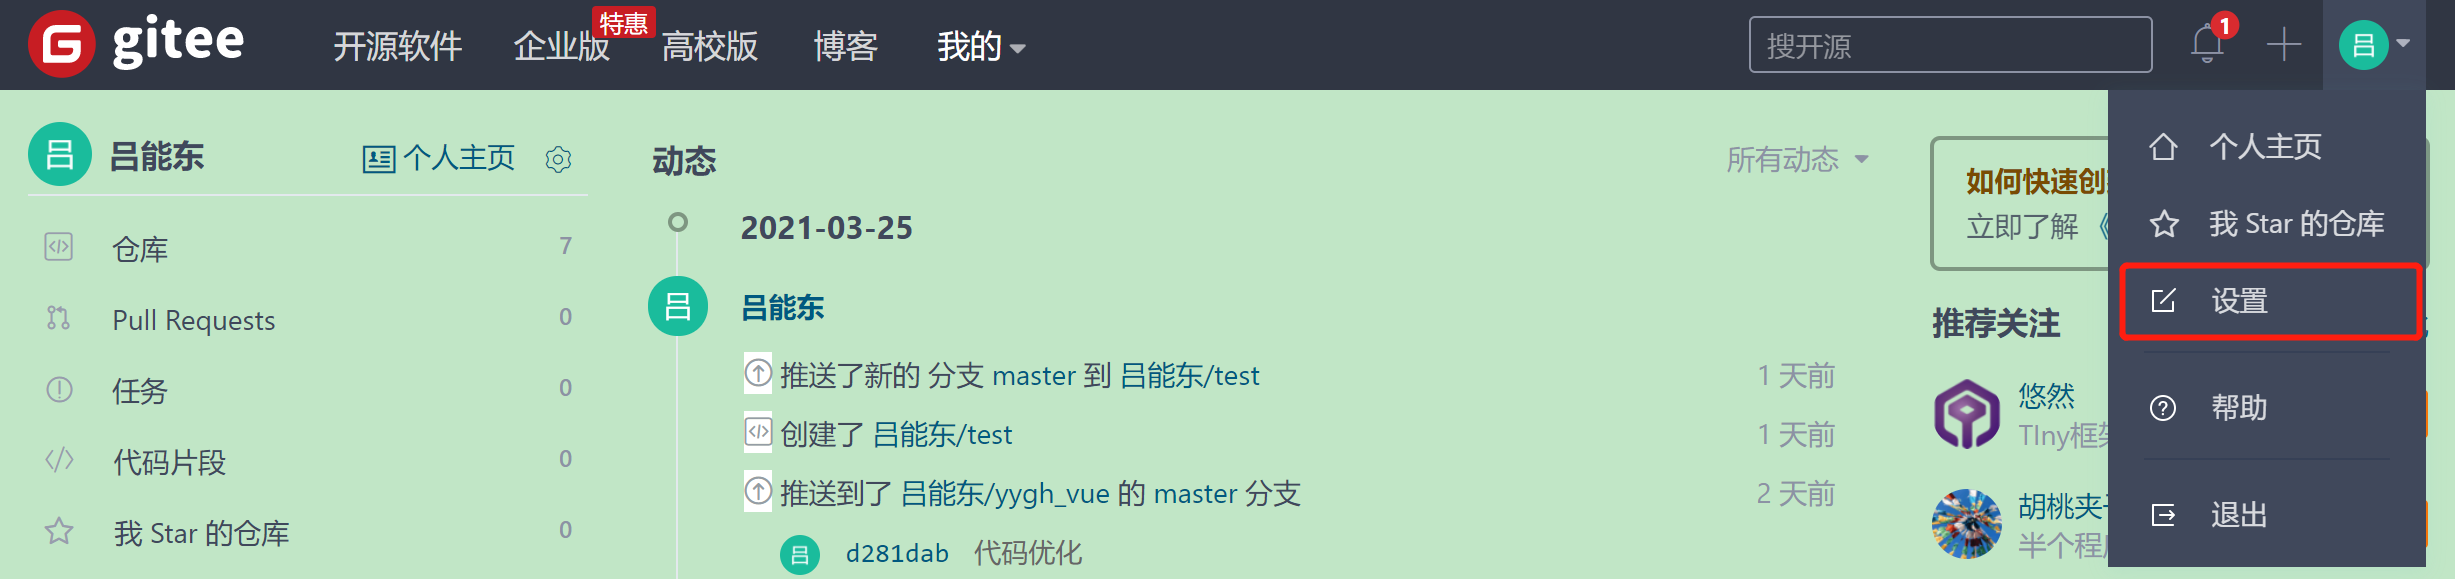 G gitee 开源软件 企业版 特惠 高校版 博客 我的 搜开源 1 吕
吕 吕能东 个人主页
仓库 7
Pull Requests 0
任务 0
代码片段 0
我 Star 的仓库 0
动态 所有动态
2021-03-25
吕 吕能东
推送了新的 分支 master 到 吕能东/test 1 天前
创建了 吕能东/test 1 天前
推送到了 吕能东/yygh_vue 的 master 分支 2 天前
吕 d281dab 代码优化
如何快速创
立即了解 《
推荐关注
悠然
TIny框
胡桃夹
半个程
个人主页
我 Star 的仓库
设置
帮助
退出